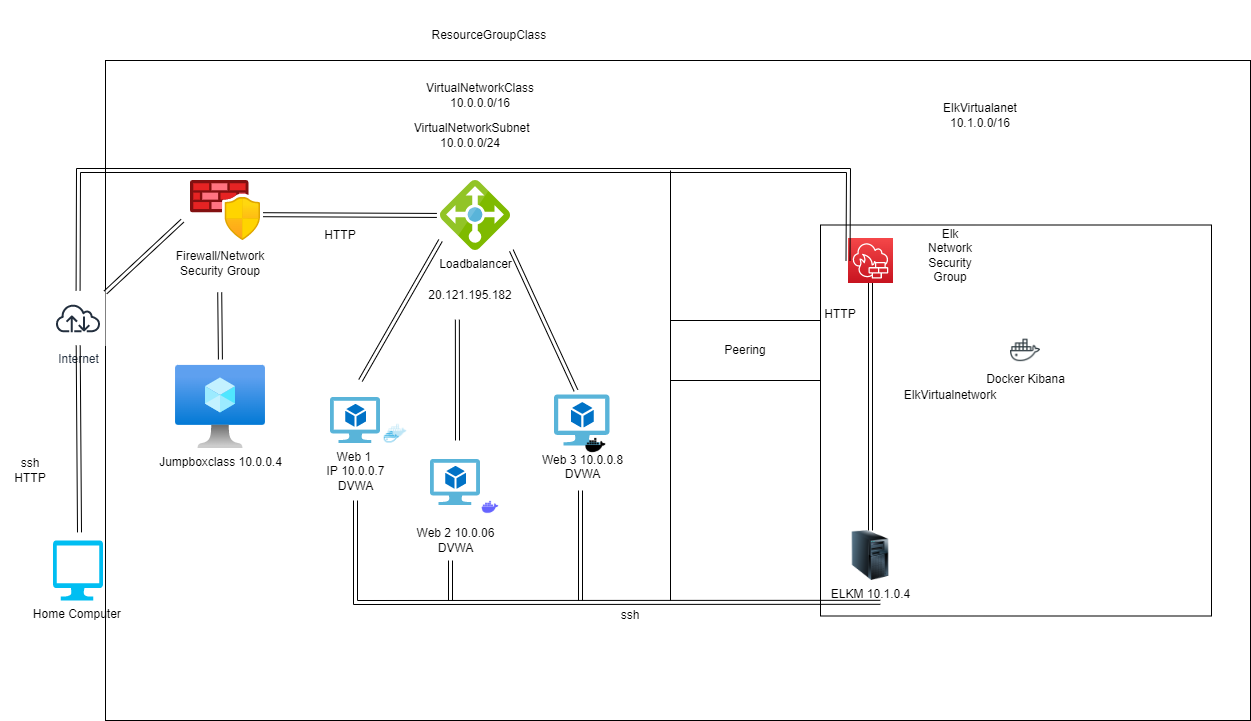 ResourceGroupClass
VirtualNetworkClass
10.0.0.0/16
VirtualNetworkSubnet
10.0.0.0/24
ElkVirtualanet
10.1.0.0/16
Firewall/Network
Security Group
HTTP
Loadbalancer
20.121.195.182
Elk
Network
Security
Group
HTTP
Internet
Peering
Docker Kibana
ElkVirtualnetwork
Jumpboxclass 10.0.0.4
Web 1
IP 10.0.0.7
DVWA
Web 2 10.0.06
DVWA
Web 3 10.0.0.8
DVWA
ssh
HTTP
Home Computer
ELKM 10.1.0.4
ssh